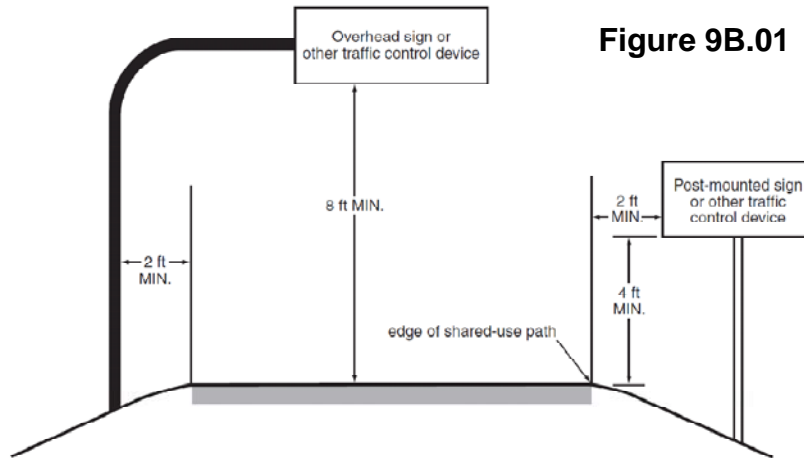 Overhead sign or
other traffic control device
Figure 9B.01
8 ft MIN.
Post-mounted sign
or other traffic
control device
2 ft
MIN.
2 ft
MIN.
4 ft
MIN.
edge of shared-use path